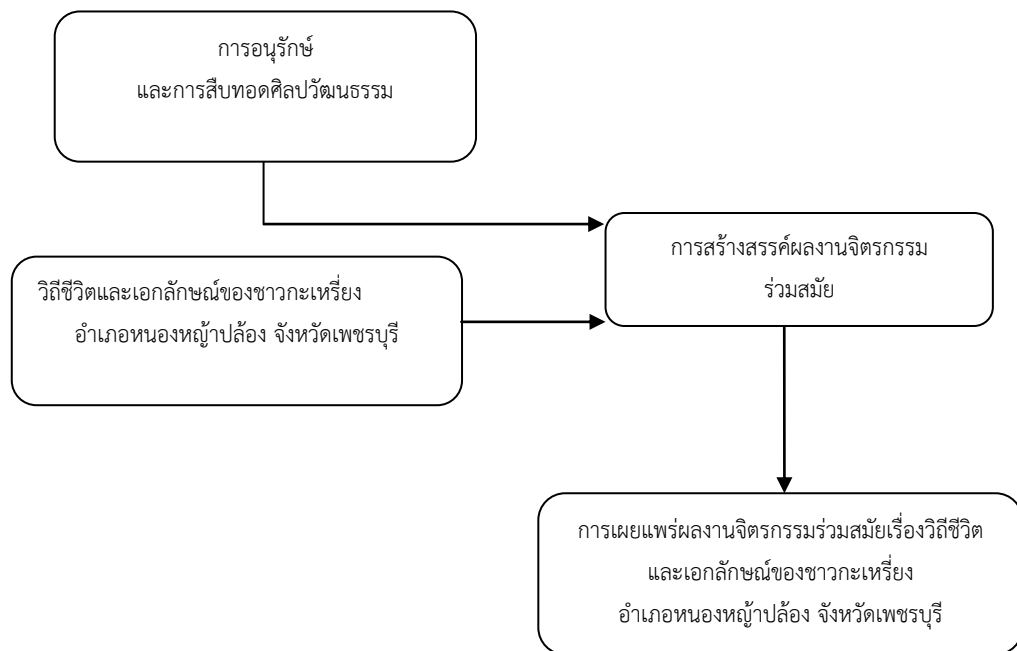 การอนุรักษ์
และการสืบทอดศิลปวัฒนธรรม
การสร้างสรรค์ผลงานจิตรกรรม
ร่วมสมัย
วิถีชีวิตและเอกลักษณ์ของชาวกะเหรี่ยง
อำเภอหนองหญ้าปล้อง จังหวัดเพชรบุรี
การเผยแพร่ผลงานจิตรกรรมร่วมสมัยเรื่องวิถีชีวิต
และเอกลักษณ์ของชาวกะเหรี่ยง
อำเภอหนองหญ้าปล้อง จังหวัดเพชรบุรี